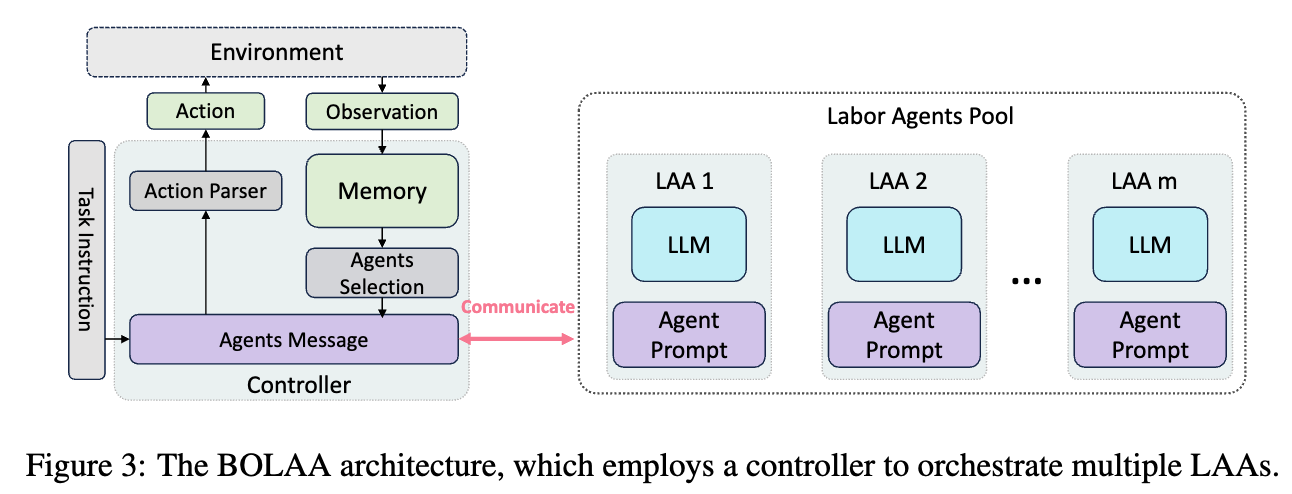 Environment
Action
Observation
Task Instruction
Action Parser
Memory
Agents
Selection
Agents Message
Controller
Communicate
Labor Agents Pool
LAA 1
LLM
Agent
Prompt
LAA 2
LLM
Agent
Prompt
...
LAA m
LLM
Agent
Prompt
Figure 3: The BOLAA architecture, which employs a controller to orchestrate multiple LAAs.